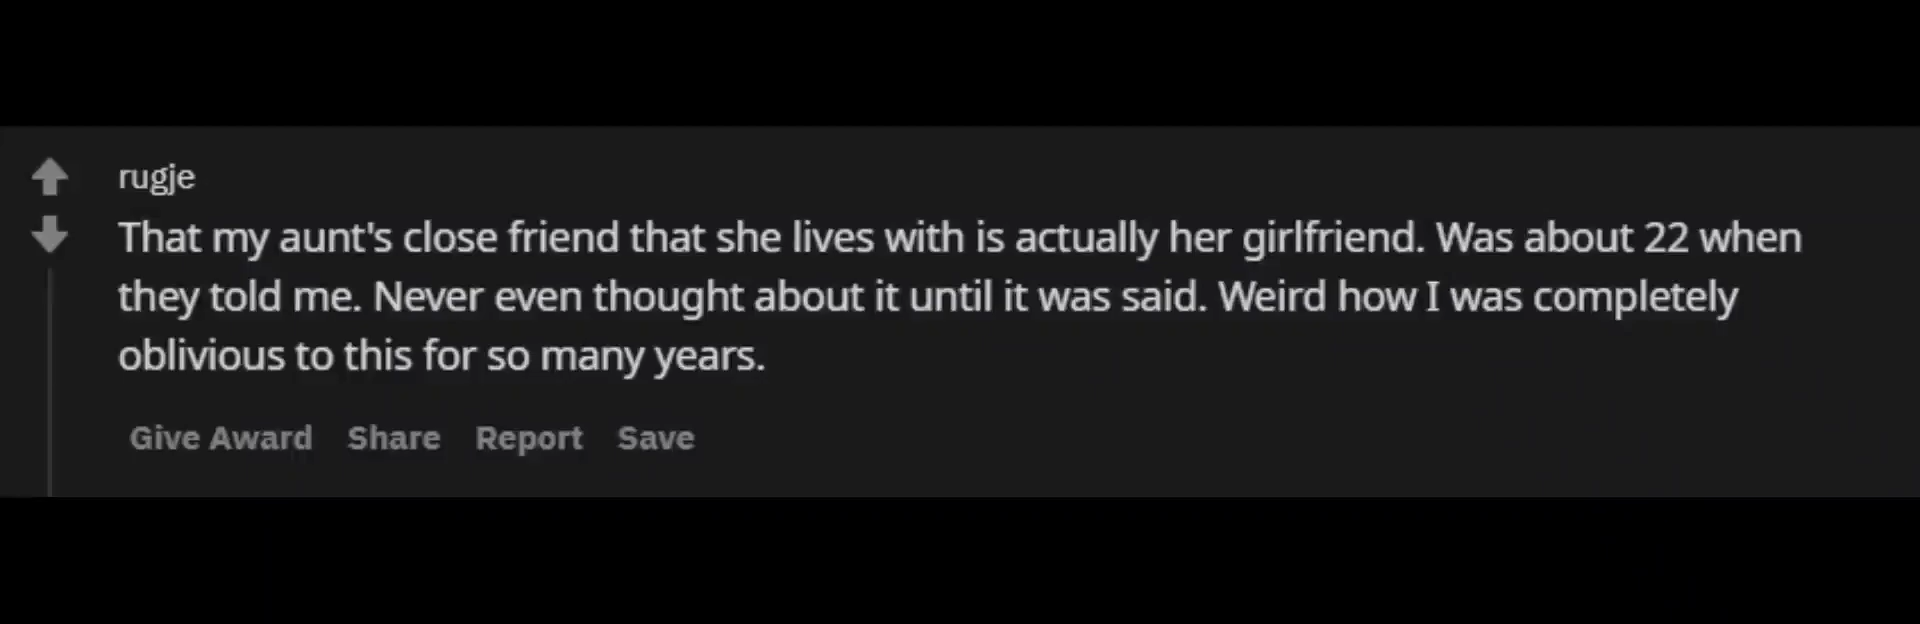 rugje
That my aunt's close friend that she lives with is actually her girlfriend. Was about 22 when
they told me. Never even thought about it until it was said. Weird how I was completely
oblivious to this for so many years.
Give Award Share Report Save